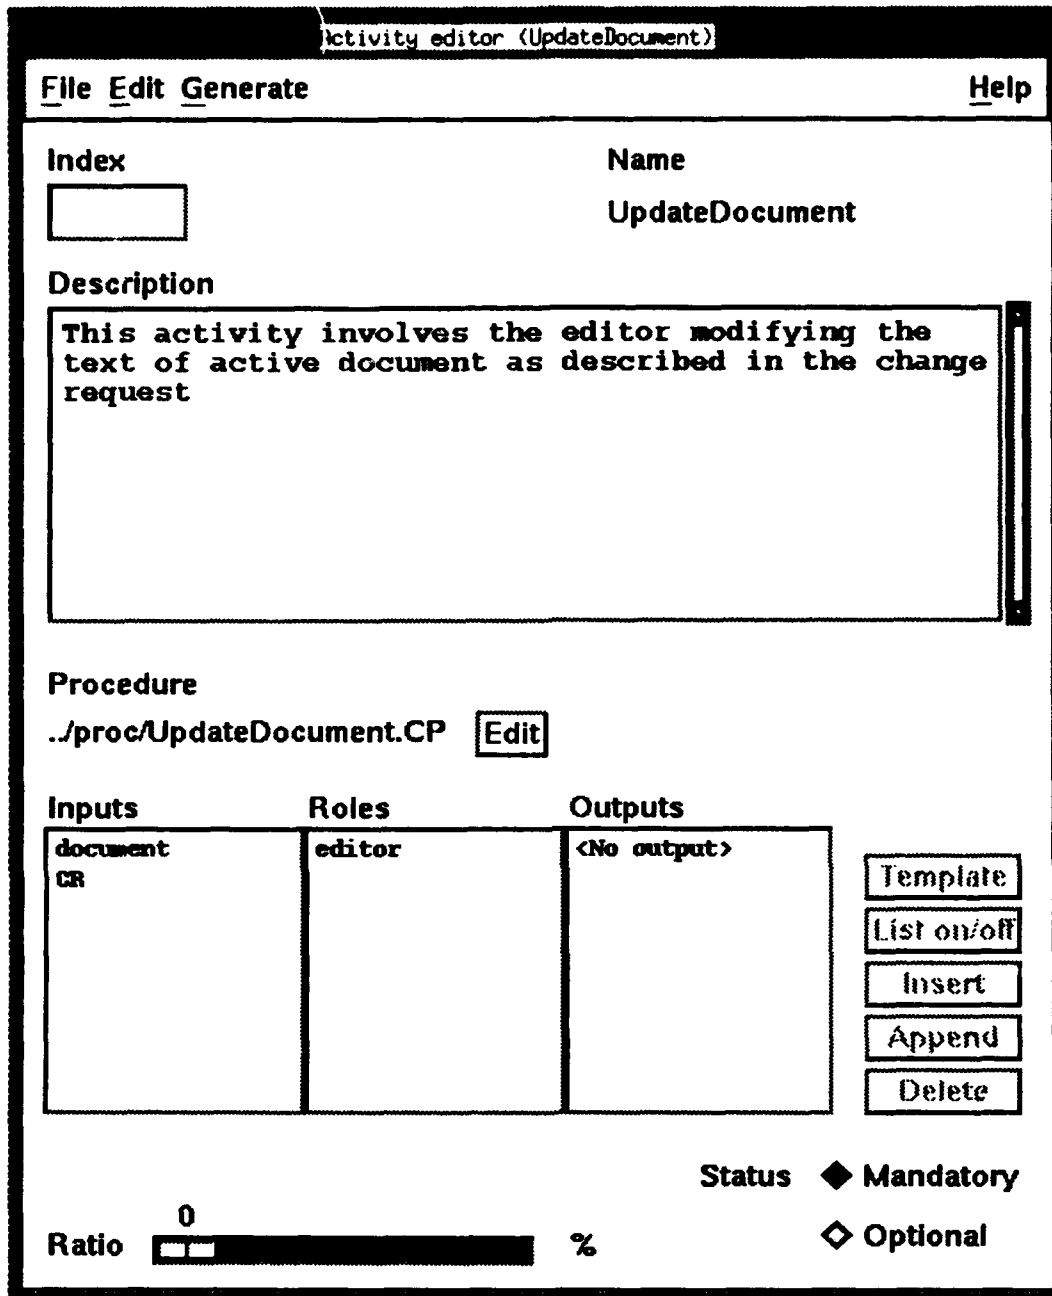 Activity editor (UpdateDocument)
File Edit Generate Help
Index Name
UpdateDocument
Description
This activity involves the editor modifying the
text of active document as described in the change
request
Procedure
../proc/UpdateDocument.CP Edit
Inputs Roles Outputs
document editor <No output>
CR
Template
List on/off
Insert
Append
Delete
Status Mandatory
0
Ratio % Optional